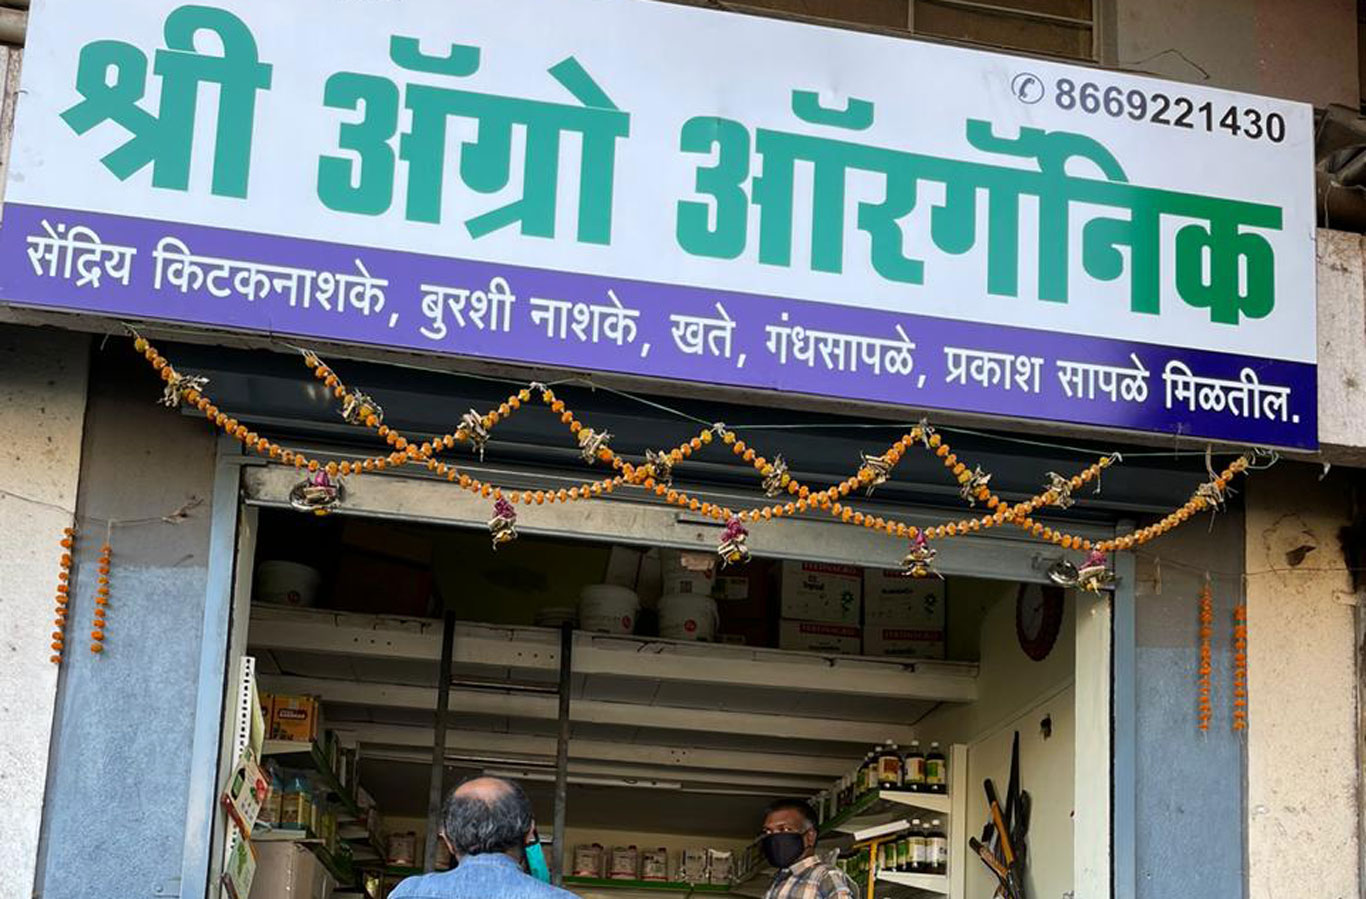 8669221430
श्री ॲग्रो ऑरगॅनिक
सेंद्रिय किटकनाशके, बुरशी नाशके, खते, गंधसापळे, प्रकाश सापळे मिळतील.